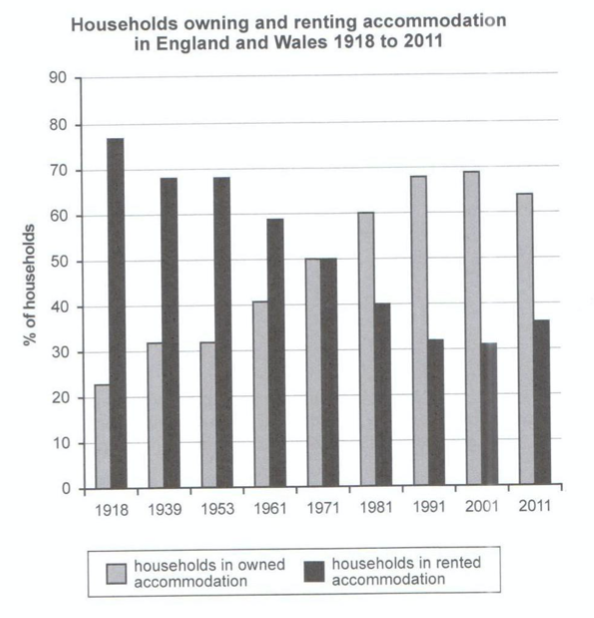 Households owning and renting accommodation
in England and Wales 1918 to 2011
% of households
90
80
70
60
50
40
30
20
10
0
1918 1939 1953 1961 1971 1981 1991 2001 2011
households in owned
accommodation
households in rented
accommodation